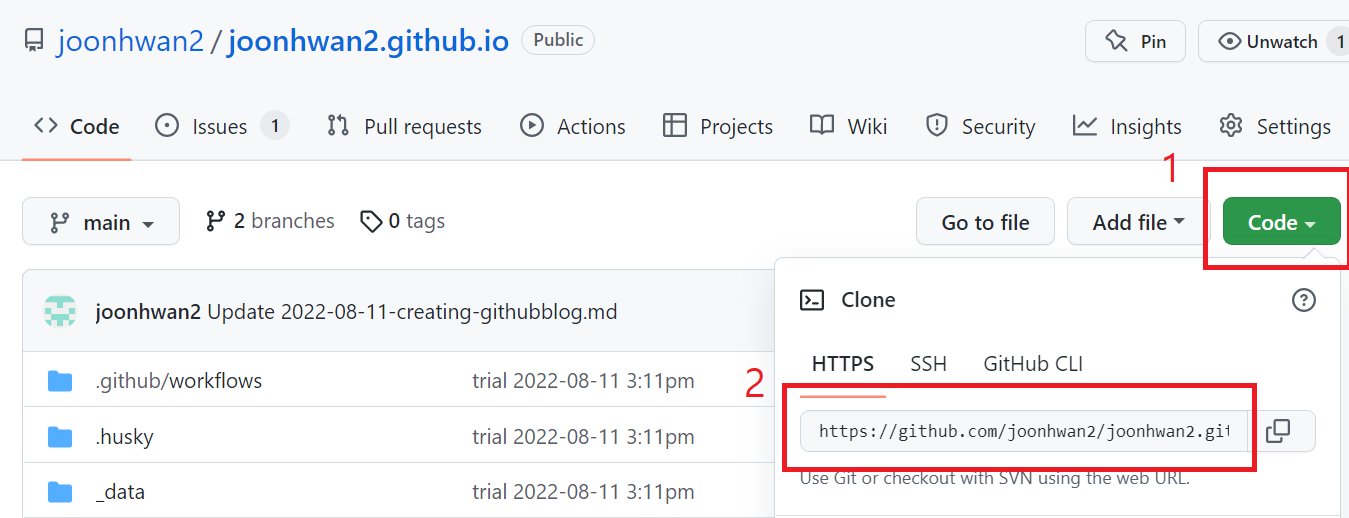 joonhwan2 / joonhwan2.github.io Public Pin Unwatch 1
Code Issues 1 Pull requests Actions Projects Wiki Security Insights Settings
1
main 2 branches 0 tags Go to file Add file Code
joonhwan2 Update 2022-08-11-creating-githubblog.md
Clone
HTTPS SSH GitHub CLI
.github/workflows trial 2022-08-11 3:11pm
2
https://github.com/joonhwan2/joonhwan2.git
.husky trial 2022-08-11 3:11pm
Use Git or checkout with SVN using the web URL.
_data trial 2022-08-11 3:11pm